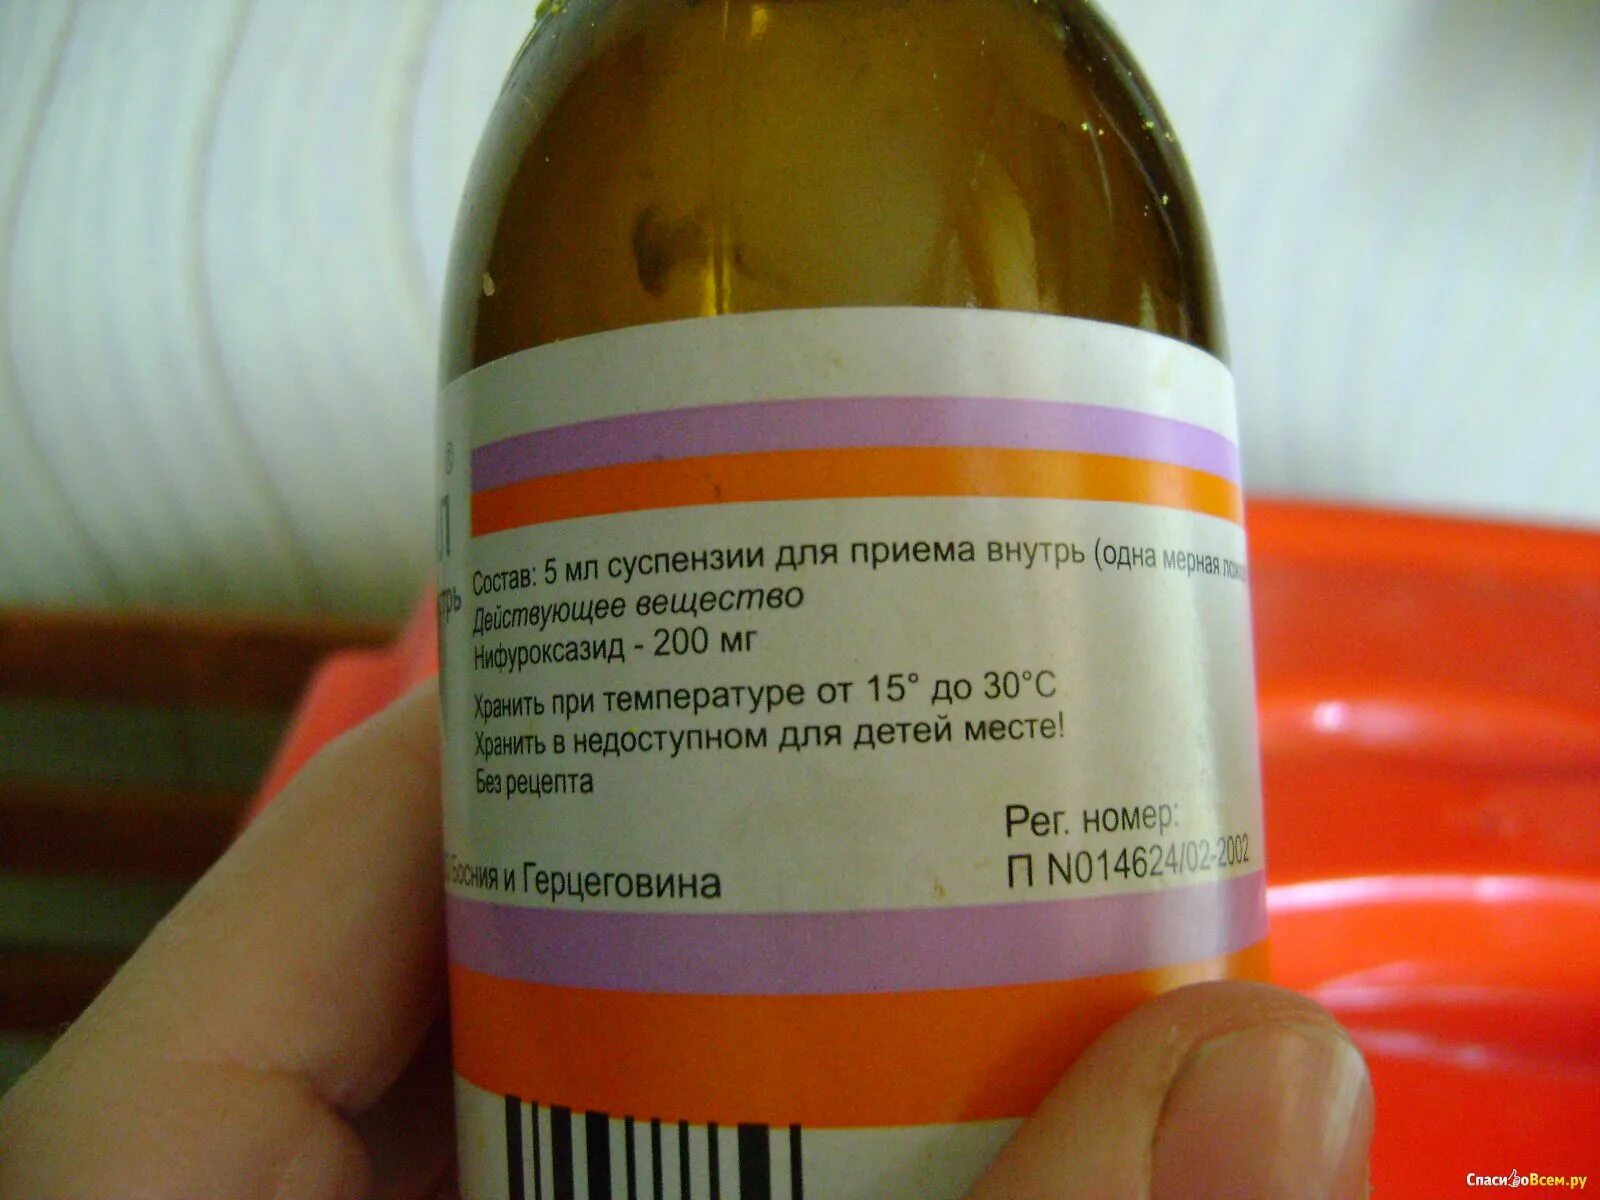 ®
Л
Состав: 5 мл суспензии для приема внутрь (одна мерная
Действующее вещество
Нифуроксазид - 200 мг
Хранить при температуре от 15° до 30°С
Хранить в недоступном для детей месте!
Без рецепта
Рег. номер:
П N014624/02-2002
Босния и Герцеговина
СпасибоВсем.ру